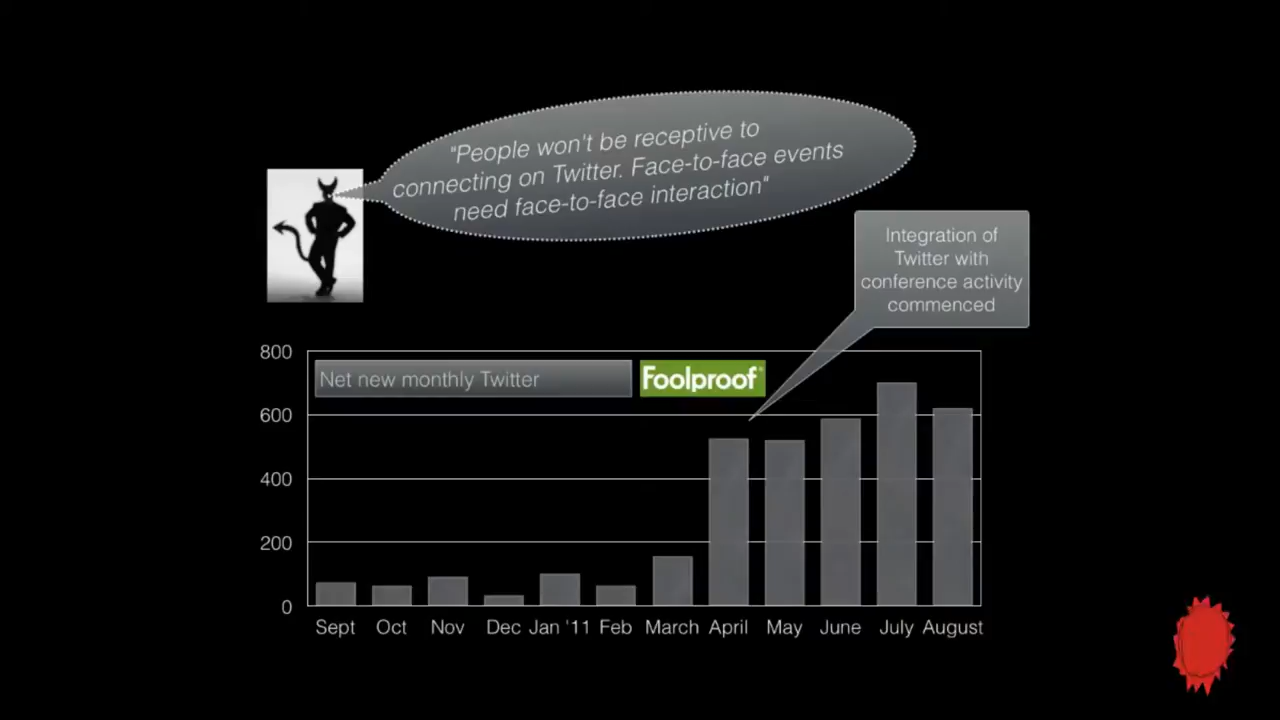 "People won't be receptive to
connecting on Twitter. Face-to-face events
need face-to-face interaction"
Integration of
Twitter with
conference activity
commenced
Net new monthly Twitter
Foolproof
800
600
400
200
0
Sept Oct Nov Dec Jan '11 Feb March April May June July August